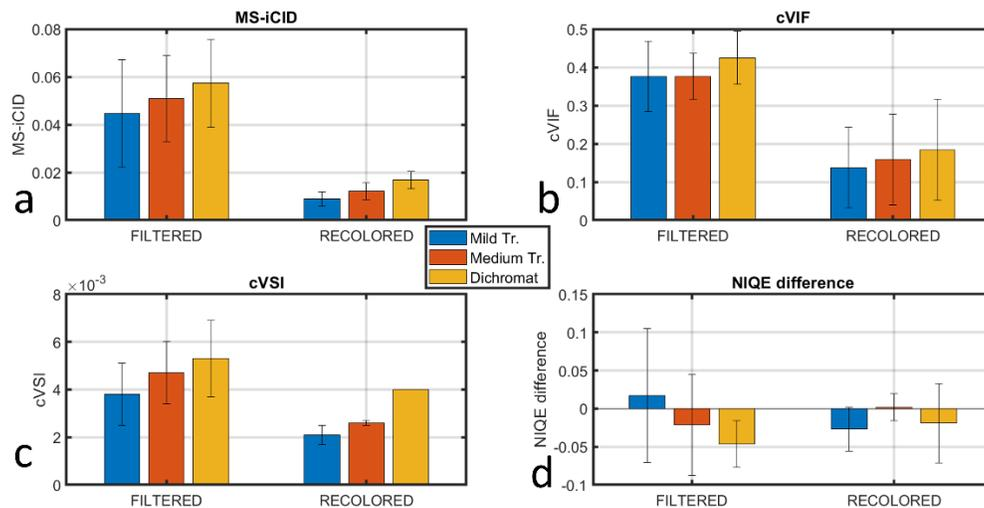 MS-iCID
0.08
0.06
0.04
0.02
0
MS-iCID
FILTERED
RECOLORED
a
cVIF
0.5
0.4
0.3
0.2
0.1
0
cVIF
FILTERED
RECOLORED
b
Mild Tr.
Medium Tr.
Dichromat
cVSI
×10⁻³
8
6
4
2
0
cVSI
FILTERED
RECOLORED
c
NIQE difference
0.15
0.1
0.05
0
-0.05
-0.1
NIQE difference
FILTERED
RECOLORED
d